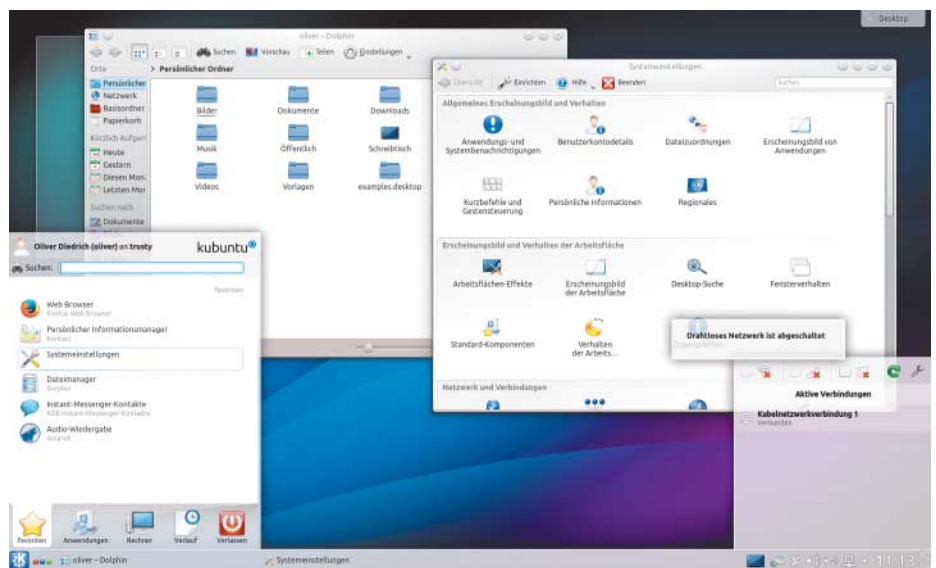 Desktop
oliver – Dolphin
Suchen
Vorschau
Teilen
Einstellungen
Orte
Persönlicher Ordner
Persönlicher
Netzwerk
Basisordner
Papierkorb
Kürzlich Aufgeru
Heute
Gestern
Diesen Mon.
Letzten Mor
Suchen nach
Dokumente
Bilder
Dokumente
Downloads
Musik
Öffentlich
Schreibtisch
Videos
Vorlagen
examples.desktop
Systemeinstellungen
Übersicht
Einrichten
Hilfe
Beenden
Suchen
Allgemeines Erscheinungsbild und Verhalten
Anwendungs- und
Systembenachrichtigungen
Benutzerkontodetails
Dateizuordnungen
Erscheinungsbild von
Anwendungen
Kurzbefehle und
Gestensteuerung
Persönliche Informationen
Regionales
Erscheinungsbild und Verhalten der Arbeitsfläche
Arbeitsflächen-Effekte
Erscheinungsbild
der Arbeitsfläche
Desktop-Suche
Fensterverhalten
Standard-Komponenten
Verhalten
der Arbeits...
Netzwerk und Verbindungen
Drahtloses Netzwerk ist abgeschaltet
Aktive Verbindungen
Kabelnetzwerkverbindung 1
Verbunden
Oliver Diedrich (oliver) an trusty
kubuntu
Suchen:
Favoriten
Web Browser
Firefox Web Browser
Persönlicher Informationsmanager
Kontact
Systemeinstellungen
Dateimanager
Dolphin
Instant-Messenger-Kontakte
KDE-Instant-Messenger-Kontakte
Audio-Wiedergabe
Amarok
Favoriten
Anwendungen
Rechner
Verlauf
Verlassen
oliver – Dolphin
Systemeinstellungen
11:13